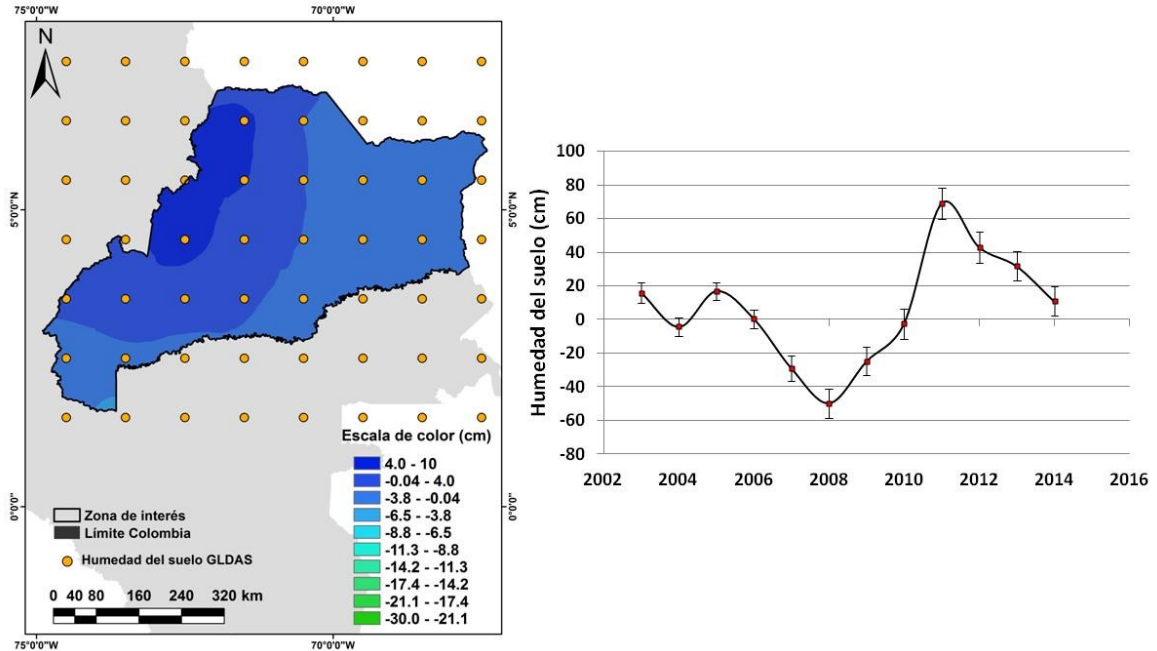 75°0'0"W 70°0'0"W
N
5°0'0"N 5°0'0"N
0°0'0" 0°0'0"
Escala de color (cm)
4.0 - 10
-0.04 - 4.0
-3.8 - -0.04
-6.5 - -3.8
-8.8 - -6.5
-11.3 - -8.8
-14.2 - -11.3
-17.4 - -14.2
-21.1 - -17.4
-30.0 - -21.1
Zona de interés
Límite Colombia
Humedad del suelo GLDAS
0 40 80 160 240 320 km
75°0'0"W 70°0'0"W
Humedad del suelo (cm)
100
80
60
40
20
0
-20
-40
-60
-80
2002 2004 2006 2008 2010 2012 2014 2016